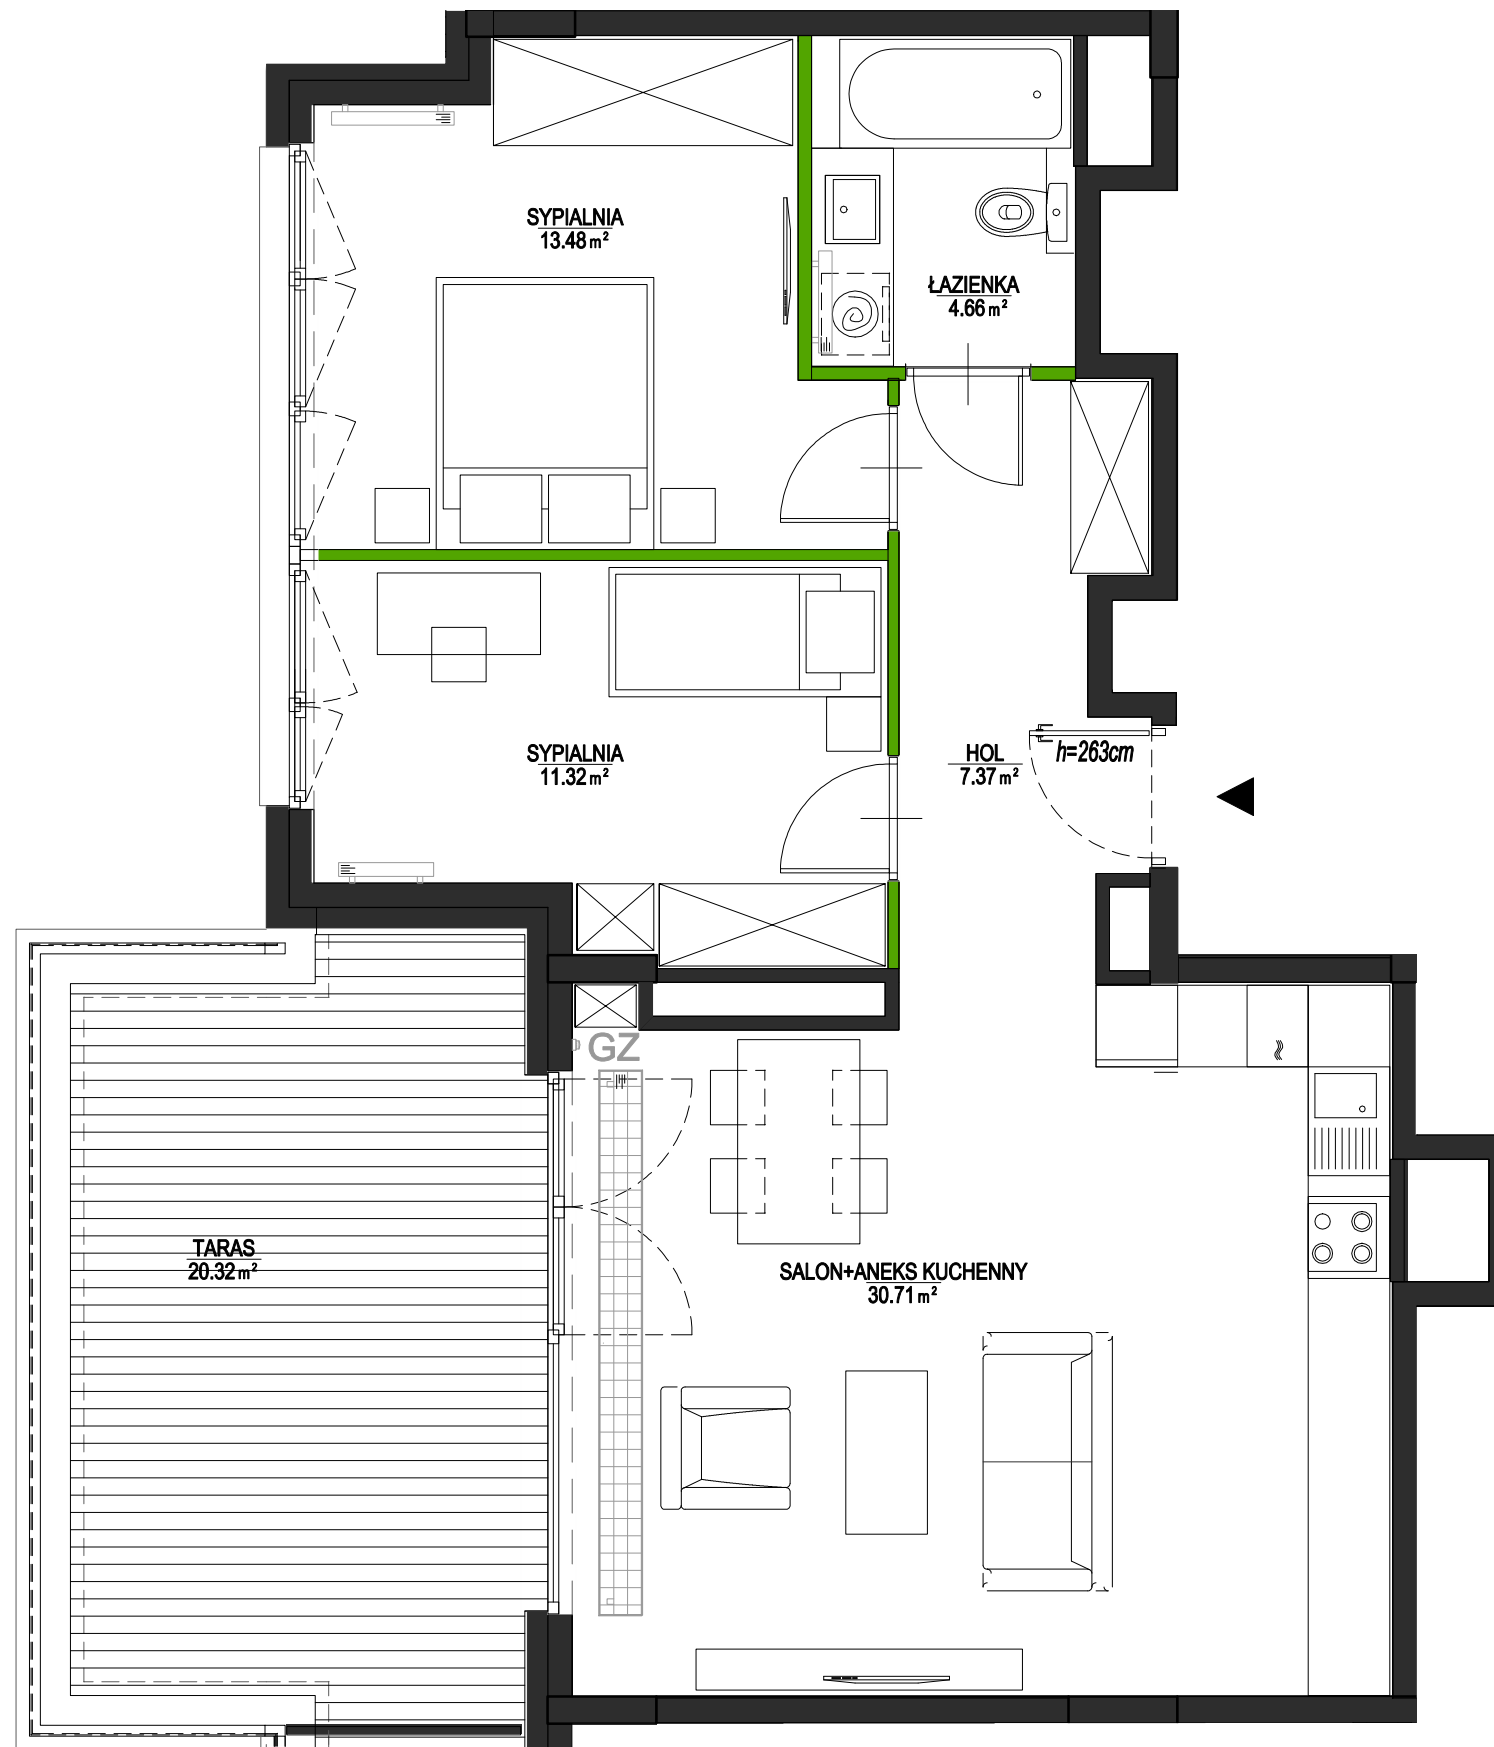 SYPIALNIA
13.48 m²
ŁAZIENKA
4.66 m²
SYPIALNIA
11.32 m²
HOL
7.37 m²
h=263cm
GZ
TARAS
20.32 m²
SALON+ANEKS KUCHENNY
30.71 m²